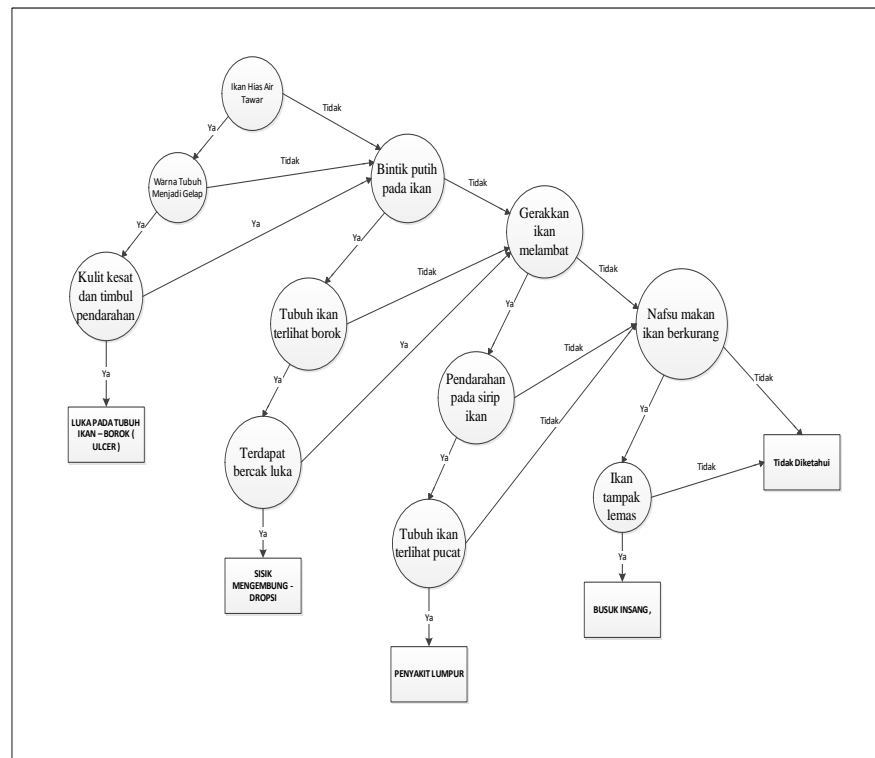 Ikan Hias Air
Tawar
Tidak
Ya
Warna Tubuh
Menjadi Gelap
Tidak
Bintik putih
pada ikan
Tidak
Ya
Ya
Ya
Kulit kesat
dan timbul
pendarahan
Gerakkan
ikan
melambat
Tidak
Tidak
Tubuh ikan
terlihat borok
Ya
Nafsu makan
ikan berkurang
Ya
Ya
Ya
Pendarahan
pada sirip
ikan
Tidak
Tidak
Ya
Tidak
LUKA PADA TUBUH
IKAN – BOROK (
ULCER )
Terdapat
bercak luka
Ya
Tidak
Tidak Diketahui
Ikan
tampak
lemas
Ya
Tubuh ikan
terlihat pucat
Ya
SISIK
MENGEMBUNG -
DROPSI
Ya
BUSUK INSANG ,
PENYAKIT LUMPUR